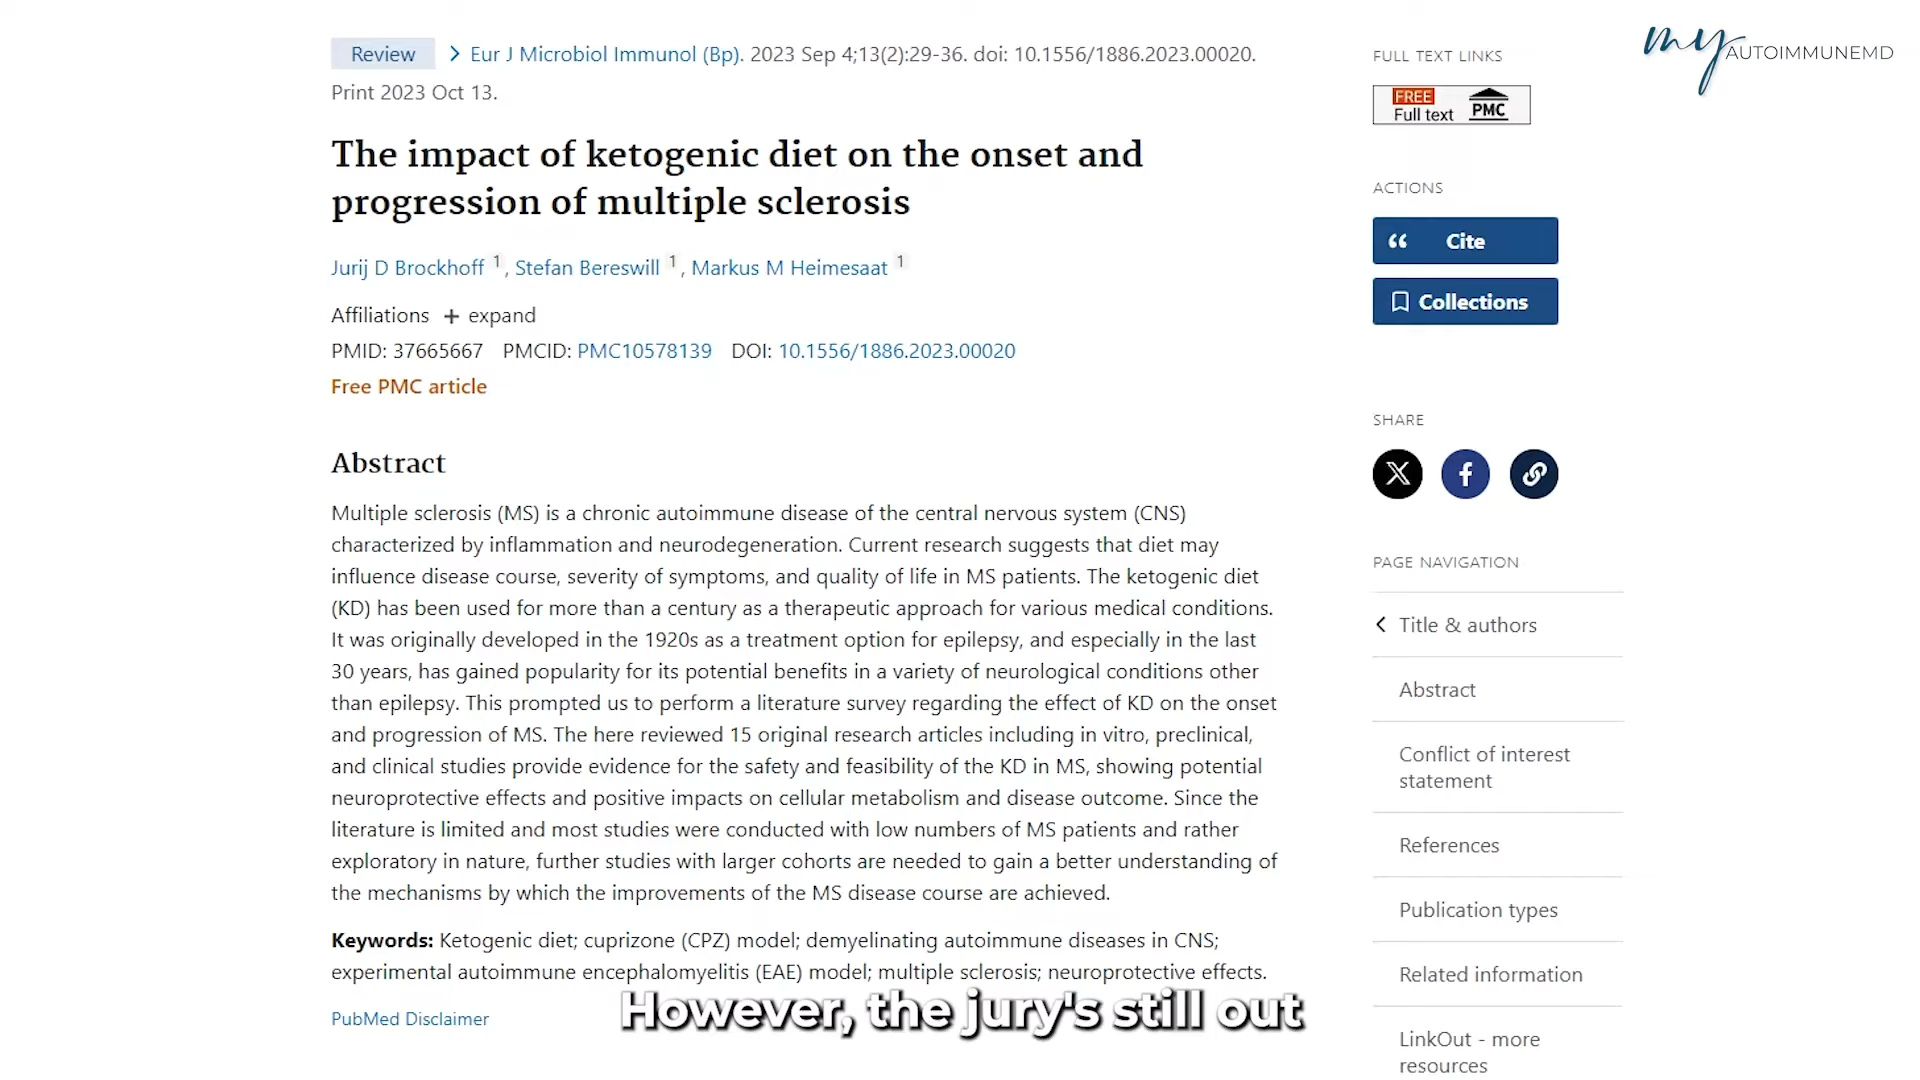 Review > Eur J Microbiol Immunol (Bp). 2023 Sep 4;13(2):29-36. doi: 10.1556/1886.2023.00020.
Print 2023 Oct 13.
The impact of ketogenic diet on the onset and
progression of multiple sclerosis
Jurij D Brockhoff 1, Stefan Bereswill 1, Markus M Heimesaat 1
Affiliations + expand
PMID: 37665667 PMCID: PMC10578139 DOI: 10.1556/1886.2023.00020
Free PMC article
Abstract
Multiple sclerosis (MS) is a chronic autoimmune disease of the central nervous system (CNS)
characterized by inflammation and neurodegeneration. Current research suggests that diet may
influence disease course, severity of symptoms, and quality of life in MS patients. The ketogenic diet
(KD) has been used for more than a century as a therapeutic approach for various medical conditions.
It was originally developed in the 1920s as a treatment option for epilepsy, and especially in the last
30 years, has gained popularity for its potential benefits in a variety of neurological conditions other
than epilepsy. This prompted us to perform a literature survey regarding the effect of KD on the onset
and progression of MS. The here reviewed 15 original research articles including in vitro, preclinical,
and clinical studies provide evidence for the safety and feasibility of the KD in MS, showing potential
neuroprotective effects and positive impacts on cellular metabolism and disease outcome. Since the
literature is limited and most studies were conducted with low numbers of MS patients and rather
exploratory in nature, further studies with larger cohorts are needed to gain a better understanding of
the mechanisms by which the improvements of the MS disease course are achieved.
Keywords: Ketogenic diet; cuprizone (CPZ) model; demyelinating autoimmune diseases in CNS;
experimental autoimmune encephalomyelitis (EAE) model; multiple sclerosis; neuroprotective effects.
PubMed Disclaimer
However, the jury's still out
FULL TEXT LINKS
FREE
Full text PMC
ACTIONS
Cite
Collections
SHARE
PAGE NAVIGATION
Title & authors
Abstract
Conflict of interest
statement
References
Publication types
Related information
LinkOut - more
resources
my AUTOIMMUNEMD